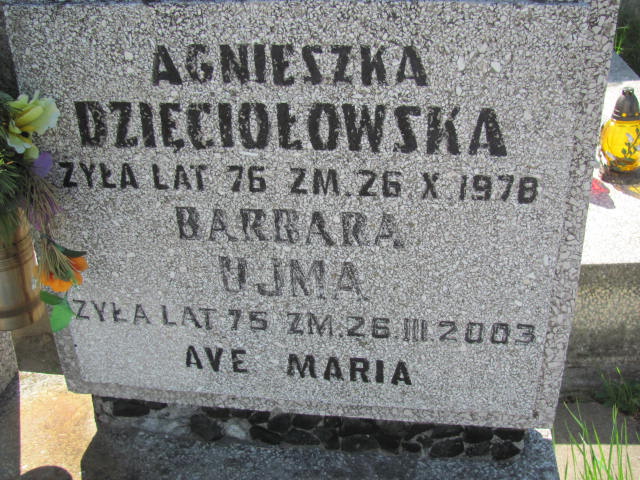 AGNIESZKA
DZIĘCIOŁOWSKA
ŻYŁA LAT 76 ZM. 26 X. 1978
BARBARA
UJMA
ŻYŁA LAT 75 ZM. 26.III.2003
AVE MARIA